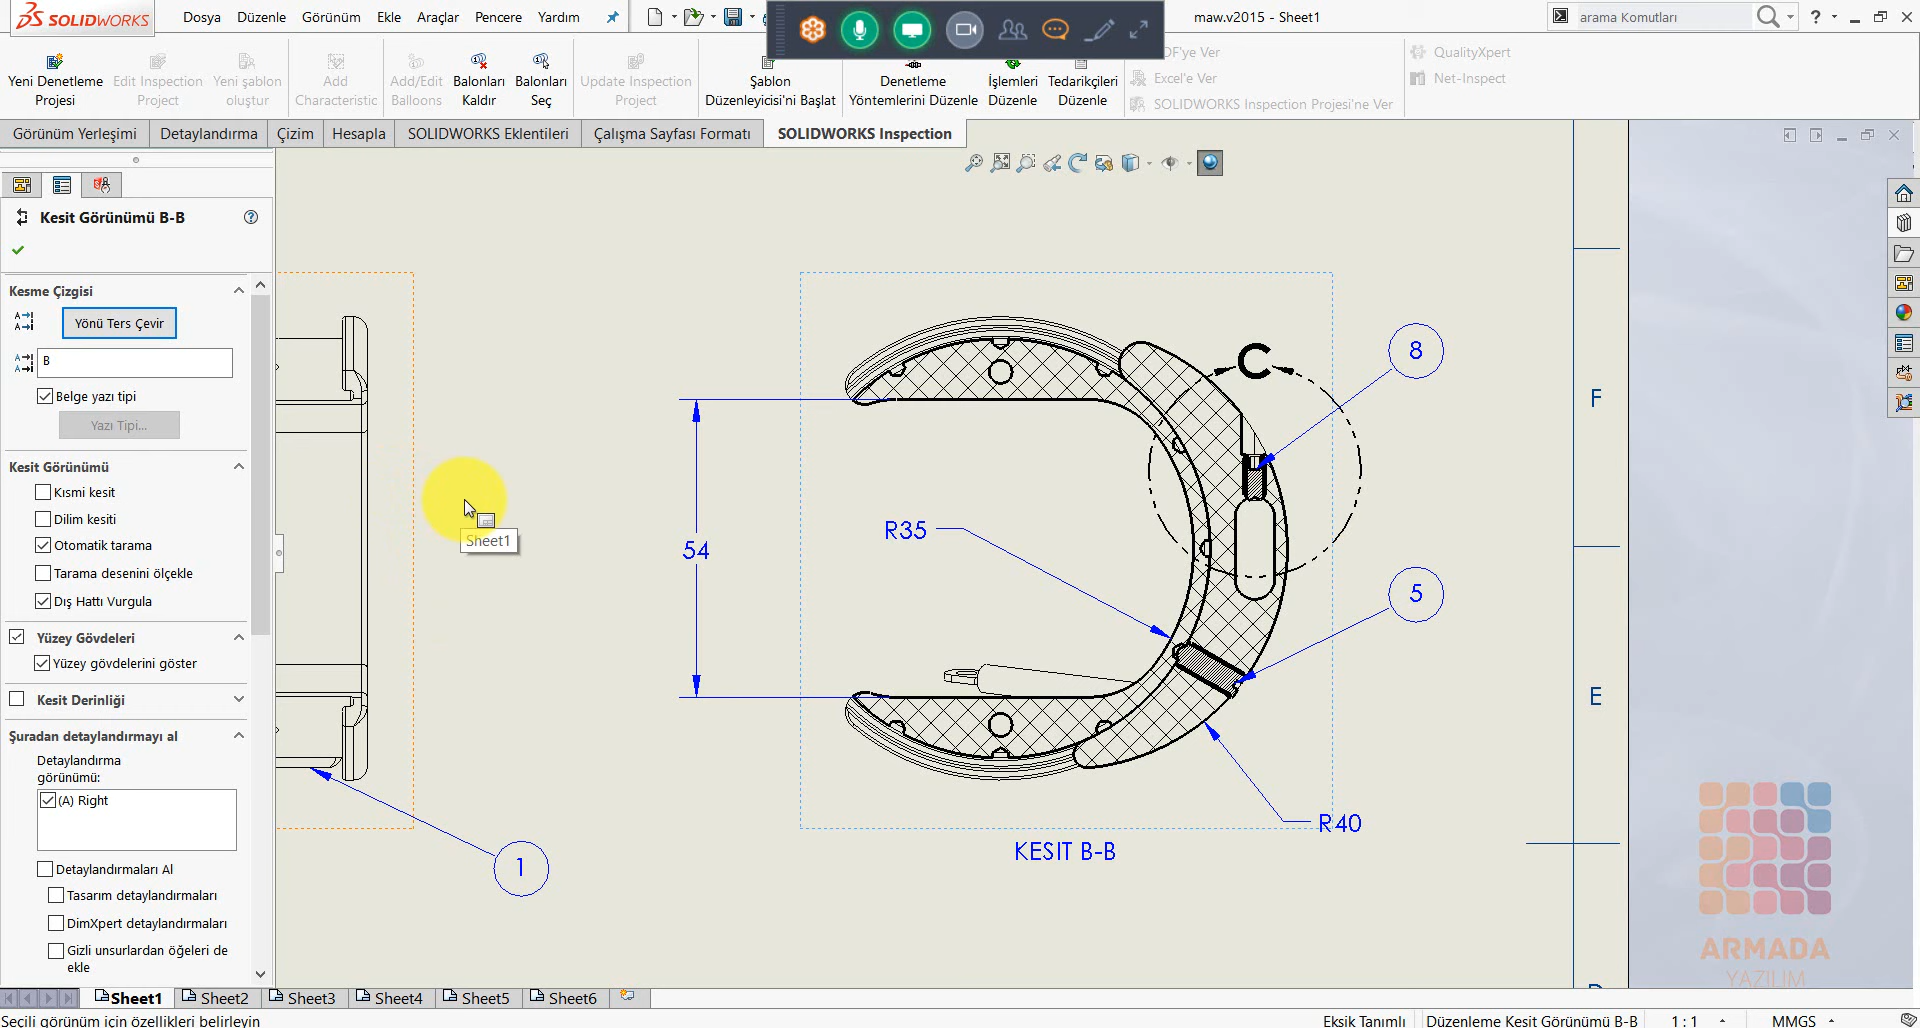 SOLIDWORKS
Dosya Düzenle Görünüm Ekle Araçlar Pencere Yardım
maw.v2015 - Sheet1
arama Komutları
Yeni Denetleme Projesi
Edit Inspection Project
Yeni şablon oluştur
Add Characteristic
Add/Edit Balloons
Balonları Kaldır
Balonları Seç
Update Inspection Project
Şablon Düzenleyicisi'ni Başlat
Denetleme Yöntemlerini Düzenle
İşlemleri Düzenle
Tedarikçileri Düzenle
DF'ye Ver
Excel'e Ver
SOLIDWORKS Inspection Projesi'ne Ver
QualityXpert
Net-Inspect
Görünüm Yerleşimi Detaylandırma Çizim Hesapla SOLIDWORKS Eklentileri Çalışma Sayfası Formatı SOLIDWORKS Inspection
Kesit Görünümü B-B
Kesme Çizgisi
Yönü Ters Çevir
B
Belge yazı tipi
Yazı Tipi...
Kesit Görünümü
Kısmi kesit
Dilim kesiti
Otomatik tarama
Tarama desenini ölçekle
Dış Hattı Vurgula
Yüzey Gövdeleri
Yüzey gövdelerini göster
Kesit Derinliği
Şuradan detaylandırmayı al
Detaylandırma
görünümü:
(A) Right
Detaylandırmaları Al
Tasarım detaylandırmaları
DimXpert detaylandırmaları
Gizli unsurlardan öğeleri de
ekle
Sheet1
1
54
R35
C
8
5
R40
KESIT B-B
F
E
D
ARMADA
YAZILIM
Sheet1 Sheet2 Sheet3 Sheet4 Sheet5 Sheet6
Seçili görünüm için özellikleri belirleyin
Eksik Tanımlı Düzenleme Kesit Görünümü B-B 1 : 1 MMGS